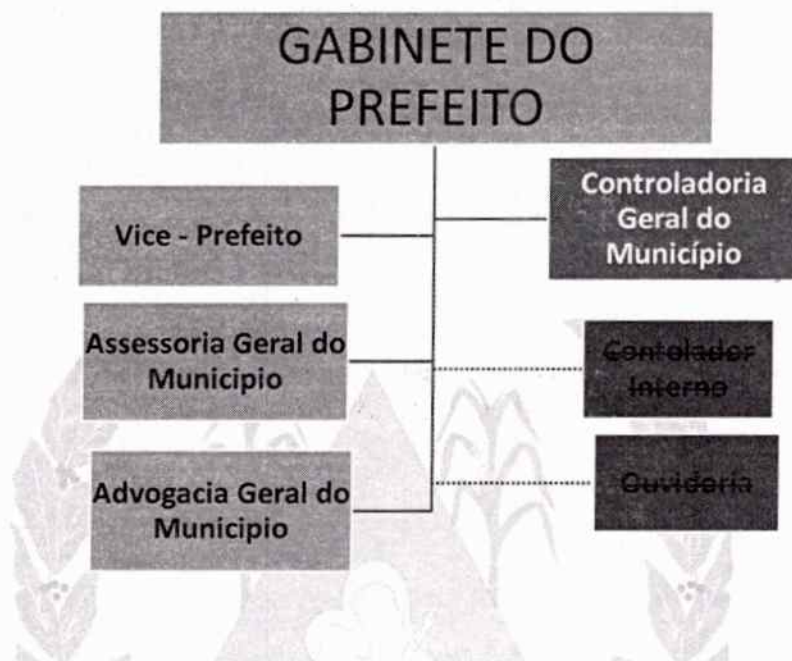 GABINETE DO
PREFEITO
Vice - Prefeito
Controladoria
Geral do
Município
Assessoria Geral do
Municipio
Contolador
Interno
Advogacia Geral do
Municipio
Ouvidoria